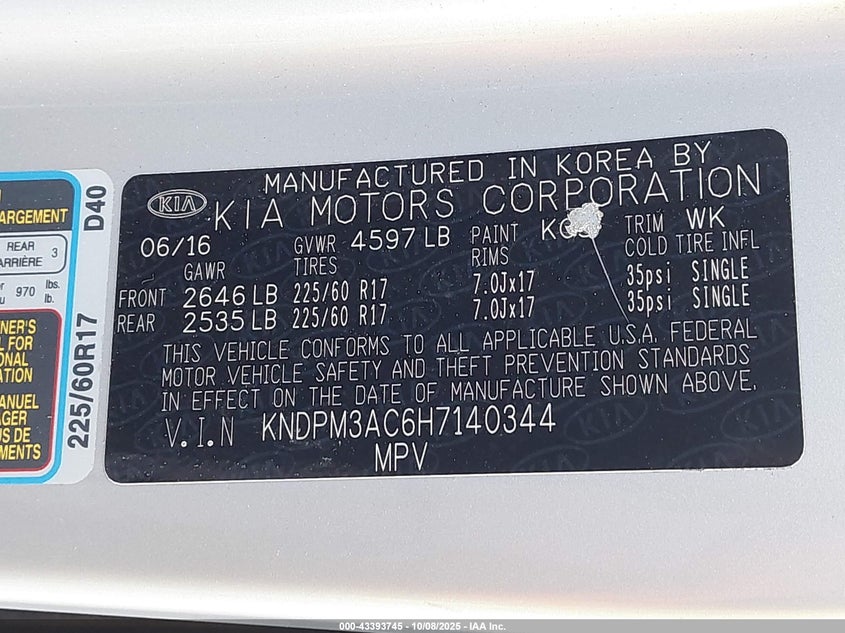 MANUFACTURED IN KOREA BY
KIA KIA MOTORS CORPORATION
06/16 GVWR 4597 LB PAINT TRIM WK
GAWR TIRES RIMS COLD TIRE INFL
FRONT 2646 LB 225/60 R17 7.0Jx17 35psi SINGLE
REAR 2535 LB 225/60 R17 7.0Jx17 35psi SINGLE
THIS VEHICLE CONFORMS TO ALL APPLICABLE U.S.A. FEDERAL
MOTOR VEHICLE SAFETY AND THEFT PREVENTION STANDARDS
IN EFFECT ON THE DATE OF MANUFACTURE SHOWN ABOVE.
V.I.N KNDPM3AC6H7140344
MPV
D40
225/60R17
REAR
3
970 lbs.
lb.
000-43393745 - 10/08/2025 - IAA Inc.